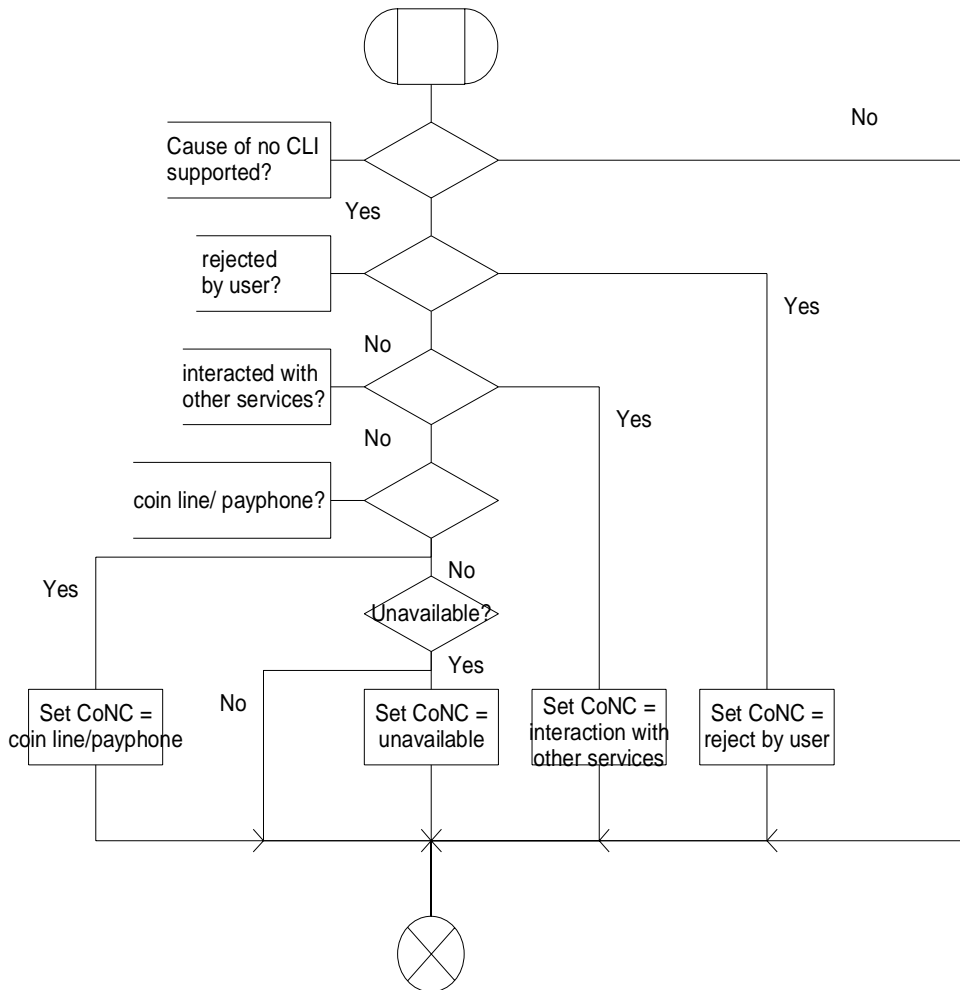 No
Cause of no CLI
supported?
Yes
rejected
by user?
Yes
No
interacted with
other services?
Yes
No
coin line/ payphone?
Yes
No
Unavailable?
Yes
No
Set CoNC =
coin line/payphone
Set CoNC =
unavailable
Set CoNC =
interaction with
other services
Set CoNC =
reject by user